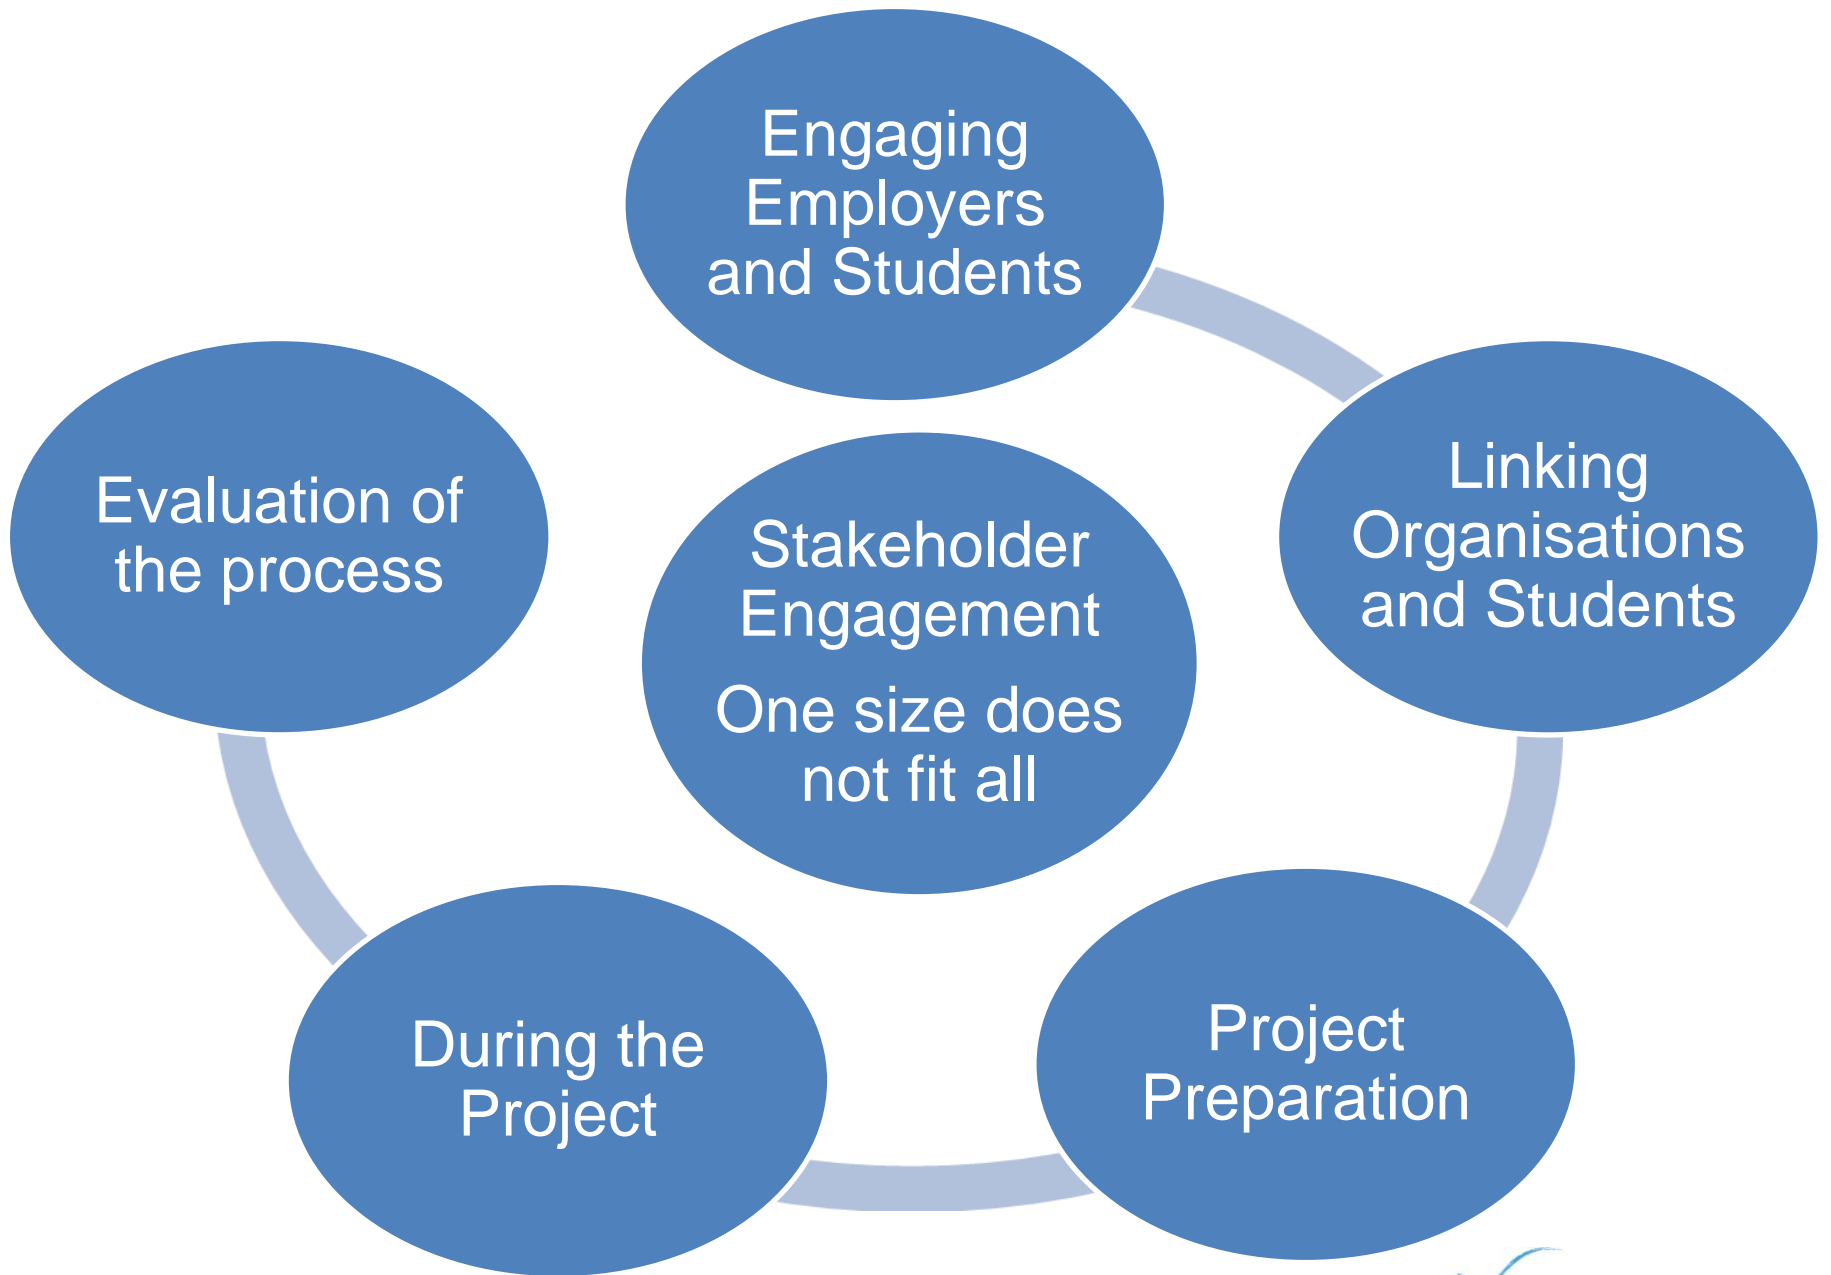 Engaging
Employers
and Students
Linking
Organisations
and Students
Project
Preparation
During the
Project
Evaluation of
the process
Stakeholder
Engagement
One size does
not fit all